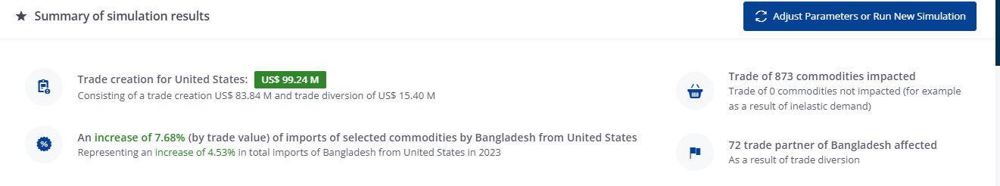 Summary of simulation results
Adjust Parameters or Run New Simulation
Trade creation for United States: US$ 99.24 M
Consisting of a trade creation US$ 83.84 M and trade diversion of US$ 15.40 M
An increase of 7.68% (by trade value) of imports of selected commodities by Bangladesh from United States
Representing an increase of 4.53% in total imports of Bangladesh from United States in 2023
Trade of 873 commodities impacted
Trade of 0 commodities not impacted (for example
as a result of inelastic demand)
72 trade partner of Bangladesh affected
As a result of trade diversion